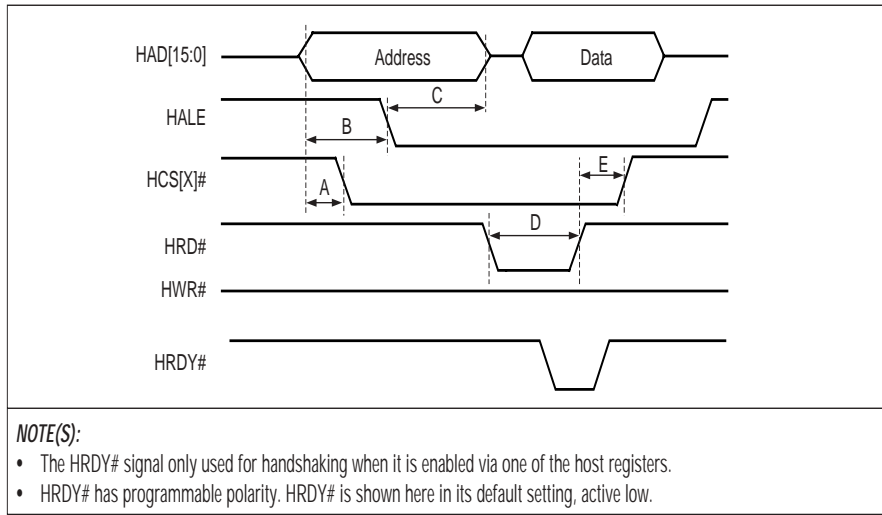 HAD[15:0]
Address
Data
C
HALE
B
E
HCS[X]#
A
D
HRD#
HWR#
HRDY#
NOTE(S):
• The HRDY# signal only used for handshaking when it is enabled via one of the host registers.
• HRDY# has programmable polarity. HRDY# is shown here in its default setting, active low.